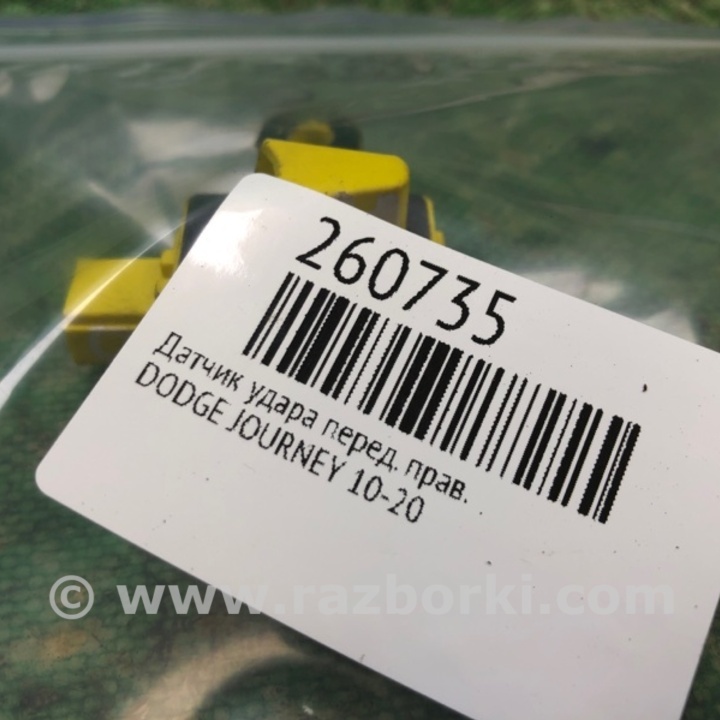 260735
Датчик удара перед. прав.
DODGE JOURNEY 10-20
© www.razborki.com